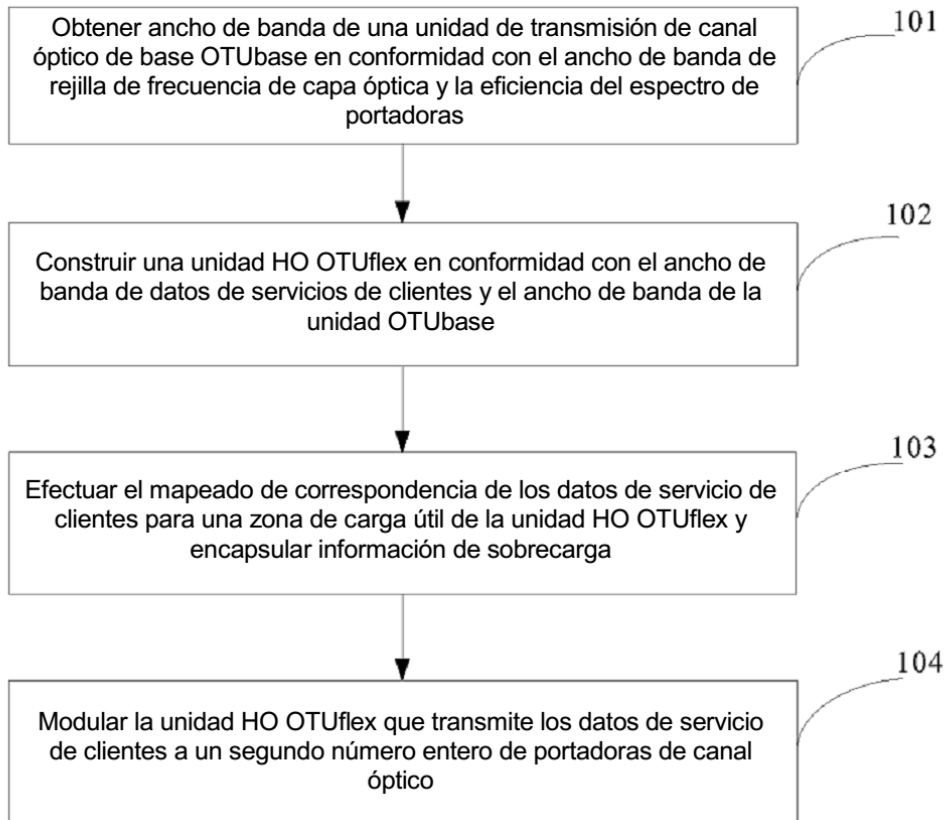 Obtener ancho de banda de una unidad de transmisión de canal
óptico de base OTUbase en conformidad con el ancho de banda de
rejilla de frecuencia de capa óptica y la eficiencia del espectro de
portadoras
101
Construir una unidad HO OTUflex en conformidad con el ancho de
banda de datos de servicios de clientes y el ancho de banda de la
unidad OTUbase
102
Efectuar el mapeado de correspondencia de los datos de servicio de
clientes para una zona de carga útil de la unidad HO OTUflex y
encapsular información de sobrecarga
103
Modular la unidad HO OTUflex que transmite los datos de servicio
de clientes a un segundo número entero de portadoras de canal
óptico
104